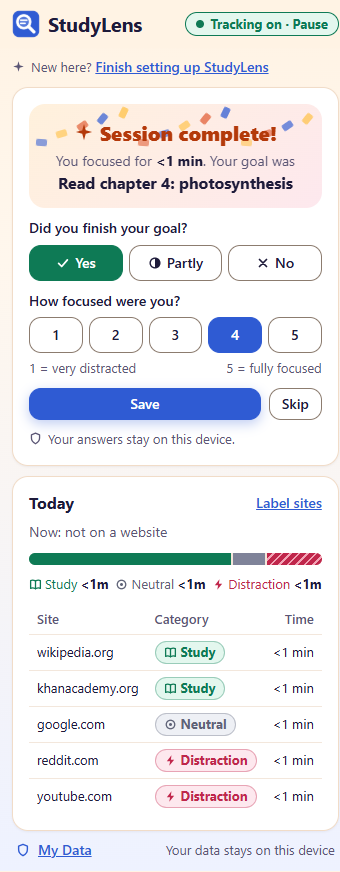 StudyLens
Tracking on · Pause
New here? Finish setting up StudyLens
Session complete!
You focused for <1 min. Your goal was
Read chapter 4: photosynthesis
Did you finish your goal?
Yes
Partly
No
How focused were you?
1 2 3 4 5
1 = very distracted 5 = fully focused
Save Skip
Your answers stay on this device.
Today Label sites
Now: not on a website
Study <1m Neutral <1m Distraction <1m
Site Category Time
wikipedia.org Study <1 min
khanacademy.org Study <1 min
google.com Neutral <1 min
reddit.com Distraction <1 min
youtube.com Distraction <1 min
My Data Your data stays on this device